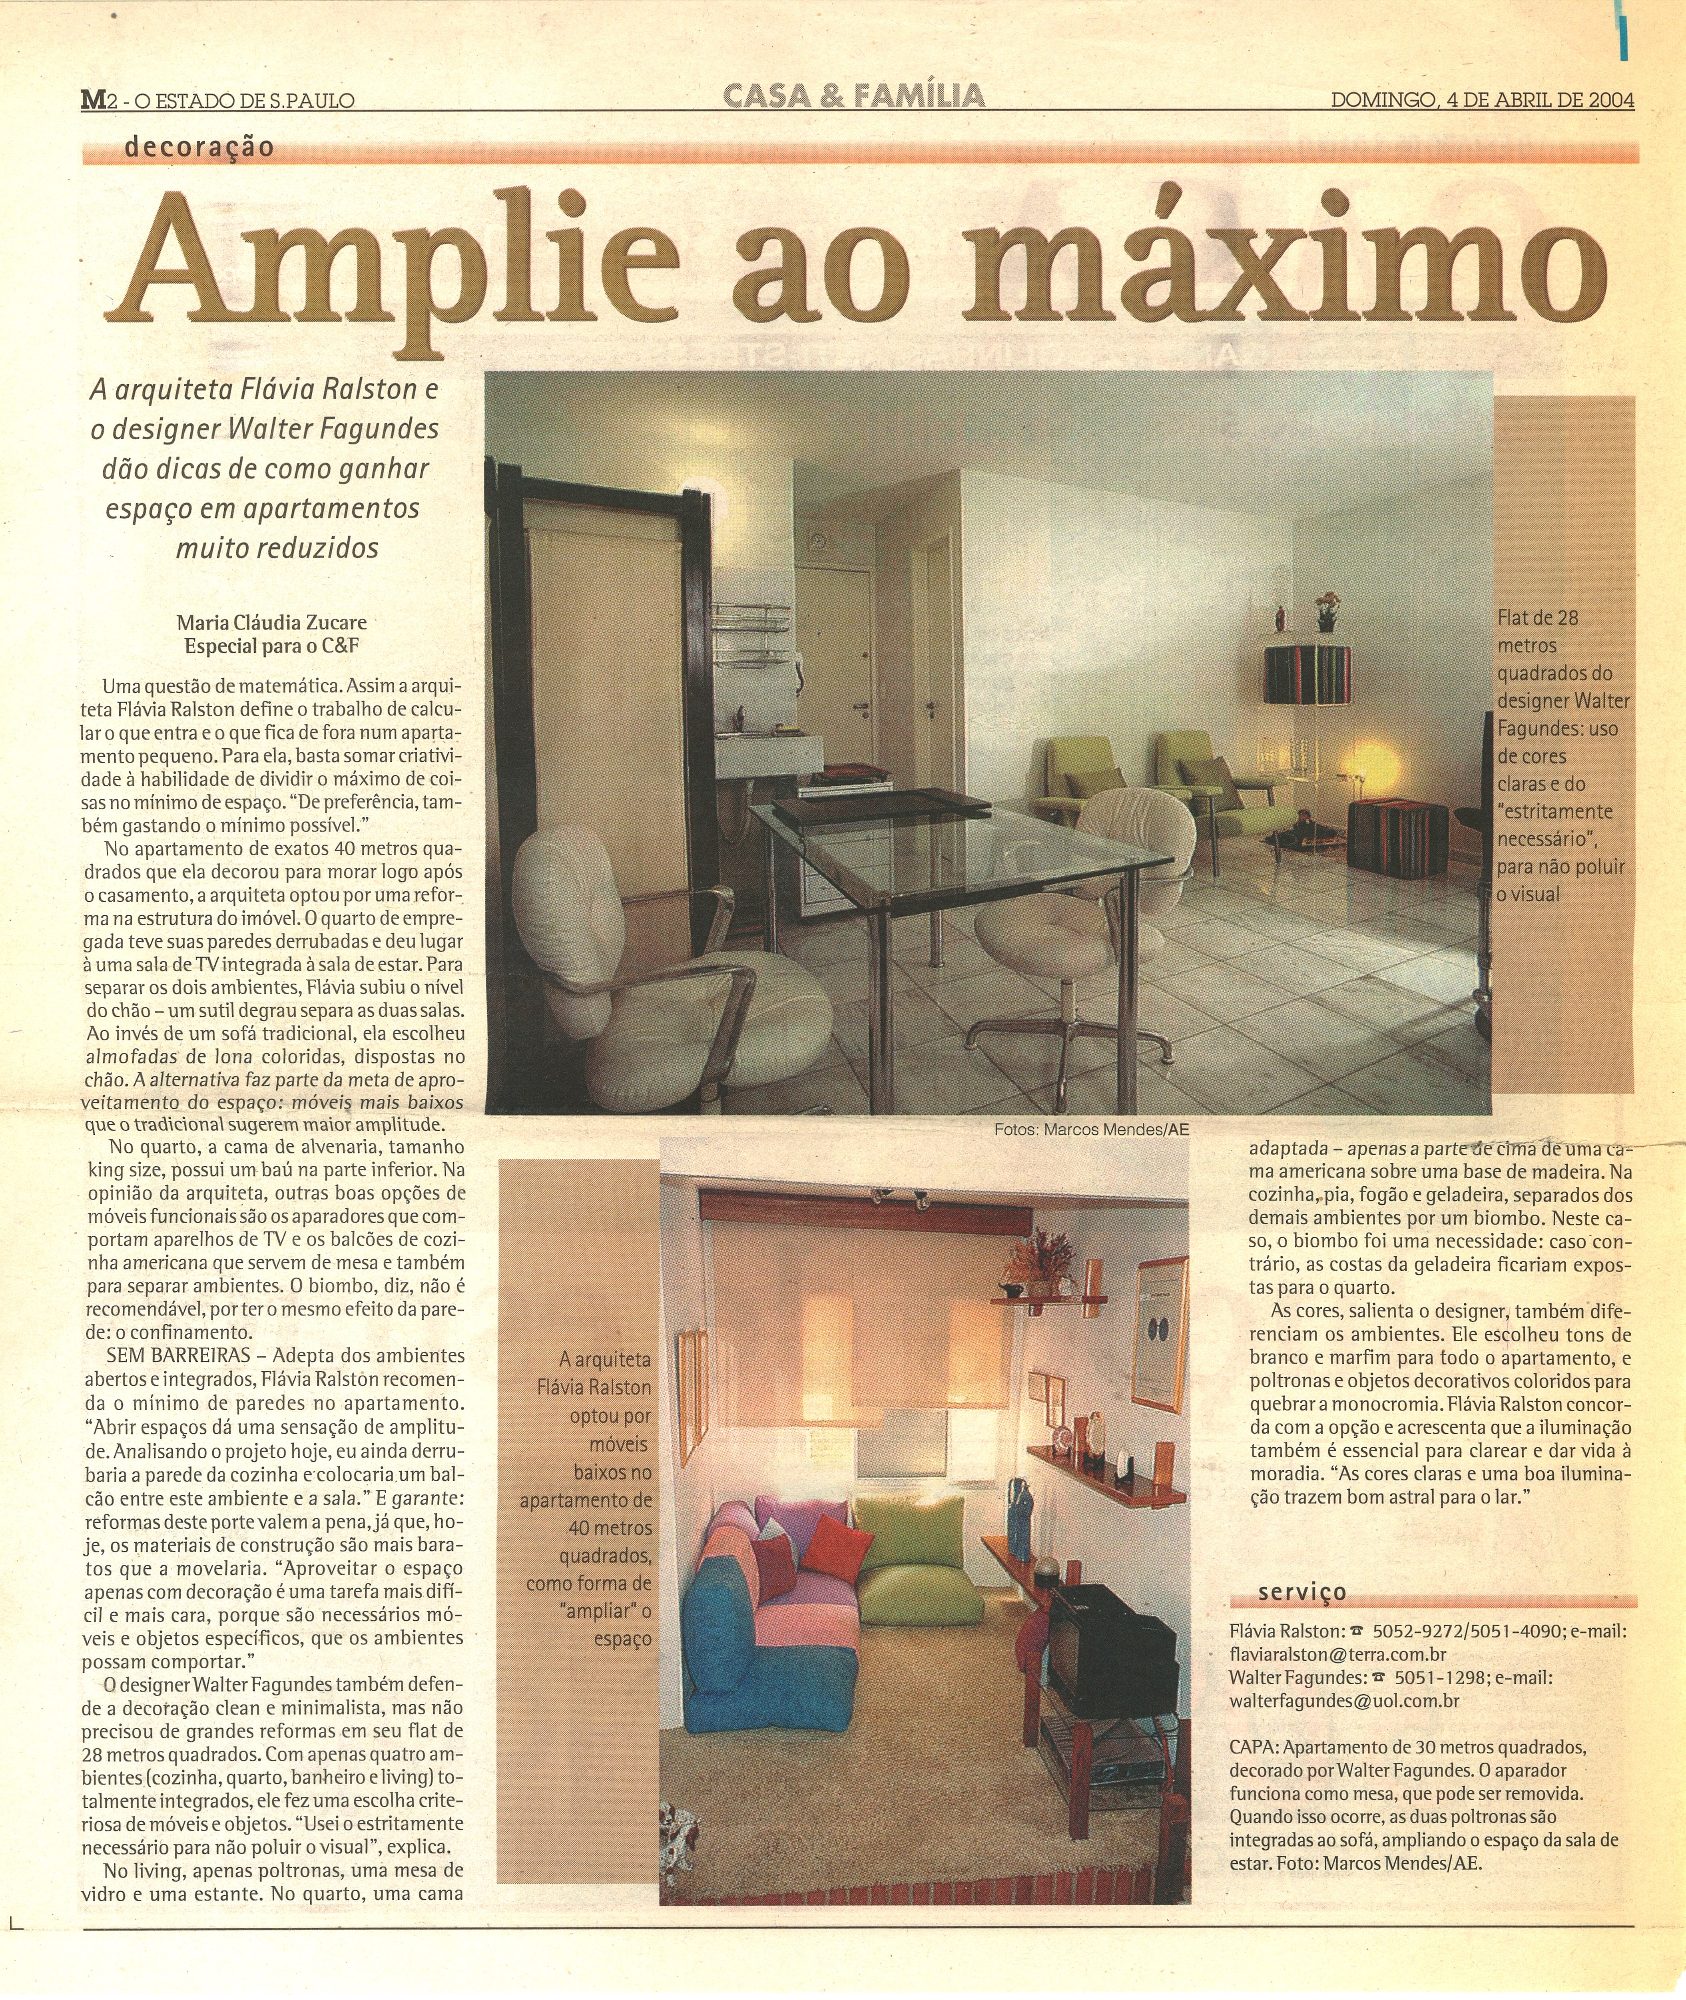 M2 - O ESTADO DE S.PAULO
CASA & FAMÍLIA
DOMINGO, 4 DE ABRIL DE 2004
decoração
Amplie ao máximo
A arquiteta Flávia Ralston e
o designer Walter Fagundes
dão dicas de como ganhar
espaço em apartamentos
muito reduzidos
Maria Cláudia Zucare
Especial para o C&F
Uma questão de matemática. Assim a arqui-
teta Flávia Ralston define o trabalho de calcu-
lar o que entra e o que fica de fora num aparta-
mento pequeno. Para ela, basta somar criativi-
dade à habilidade de dividir o máximo de coi-
sas no mínimo de espaço. “De preferência, tam-
bém gastando o mínimo possível.”
No apartamento de exatos 40 metros qua-
drados que ela decorou para morar logo após
o casamento, a arquiteta optou por uma refor-
ma na estrutura do imóvel. O quarto de empre-
gada teve suas paredes derrubadas e deu lugar
à uma sala de TV integrada à sala de estar. Para
separar os dois ambientes, Flávia subiu o nível
do chão – um sutil degrau separa as duas salas.
Ao invés de um sofá tradicional, ela escolheu
almofadas de lona coloridas, dispostas no
chão. A alternativa faz parte da meta de apro-
veitamento do espaço: móveis mais baixos
que o tradicional sugerem maior amplitude.
No quarto, a cama de alvenaria, tamanho
king size, possui um baú na parte inferior. Na
opinião da arquiteta, outras boas opções de
móveis funcionais são os aparadores que com-
portam aparelhos de TV e os balcões de cozi-
nha americana que servem de mesa e também
para separar ambientes. O biombo, diz, não é
recomendável, por ter o mesmo efeito da pare-
de: o confinamento.
SEM BARREIRAS – Adepta dos ambientes
abertos e integrados, Flávia Ralston recomen-
da o mínimo de paredes no apartamento.
“Abrir espaços dá uma sensação de amplitu-
de. Analisando o projeto hoje, eu ainda derru-
baria a parede da cozinha e colocaria um bal-
cão entre este ambiente e a sala.” E garante:
reformas deste porte valem a pena, já que, ho-
je, os materiais de construção são mais bara-
tos que a movelaria. “Aproveitar o espaço
apenas com decoração é uma tarefa mais difí-
cil e mais cara, porque são necessários mó-
veis e objetos específicos, que os ambientes
possam comportar.”
O designer Walter Fagundes também defen-
de a decoração clean e minimalista, mas não
precisou de grandes reformas em seu flat de
28 metros quadrados. Com apenas quatro am-
bientes (cozinha, quarto, banheiro e living) to-
talmente integrados, ele fez uma escolha crite-
riosa de móveis e objetos. “Usei o estritamente
necessário para não poluir o visual”, explica.
No living, apenas poltronas, uma mesa de
vidro e uma estante. No quarto, uma cama
Flat de 28
metros
quadrados do
designer Walter
Fagundes: uso
de cores
claras e do
“estritamente
necessário”,
para não poluir
o visual
Fotos: Marcos Mendes/AE
A arquiteta
Flávia Ralston
optou por
móveis
baixos no
apartamento de
40 metros
quadrados,
como forma de
“ampliar” o
espaço
adaptada – apenas a parte de cima de uma ca-
ma americana sobre uma base de madeira. Na
cozinha, pia, fogão e geladeira, separados dos
demais ambientes por um biombo. Neste ca-
so, o biombo foi uma necessidade: caso con-
trário, as costas da geladeira ficariam expos-
tas para o quarto.
As cores, salienta o designer, também dife-
renciam os ambientes. Ele escolheu tons de
branco e marfim para todo o apartamento, e
poltronas e objetos decorativos coloridos para
quebrar a monocromia. Flávia Ralston concor-
da com a opção e acrescenta que a iluminação
também é essencial para clarear e dar vida à
moradia. “As cores claras e uma boa ilumina-
ção trazem bom astral para o lar.”
serviço
Flávia Ralston: ☎ 5052-9272/5051-4090; e-mail:
flaviaralston@terra.com.br
Walter Fagundes: ☎ 5051-1298; e-mail:
walterfagundes@uol.com.br
CAPA: Apartamento de 30 metros quadrados,
decorado por Walter Fagundes. O aparador
funciona como mesa, que pode ser removida.
Quando isso ocorre, as duas poltronas são
integradas ao sofá, ampliando o espaço da sala de
estar. Foto: Marcos Mendes/AE.